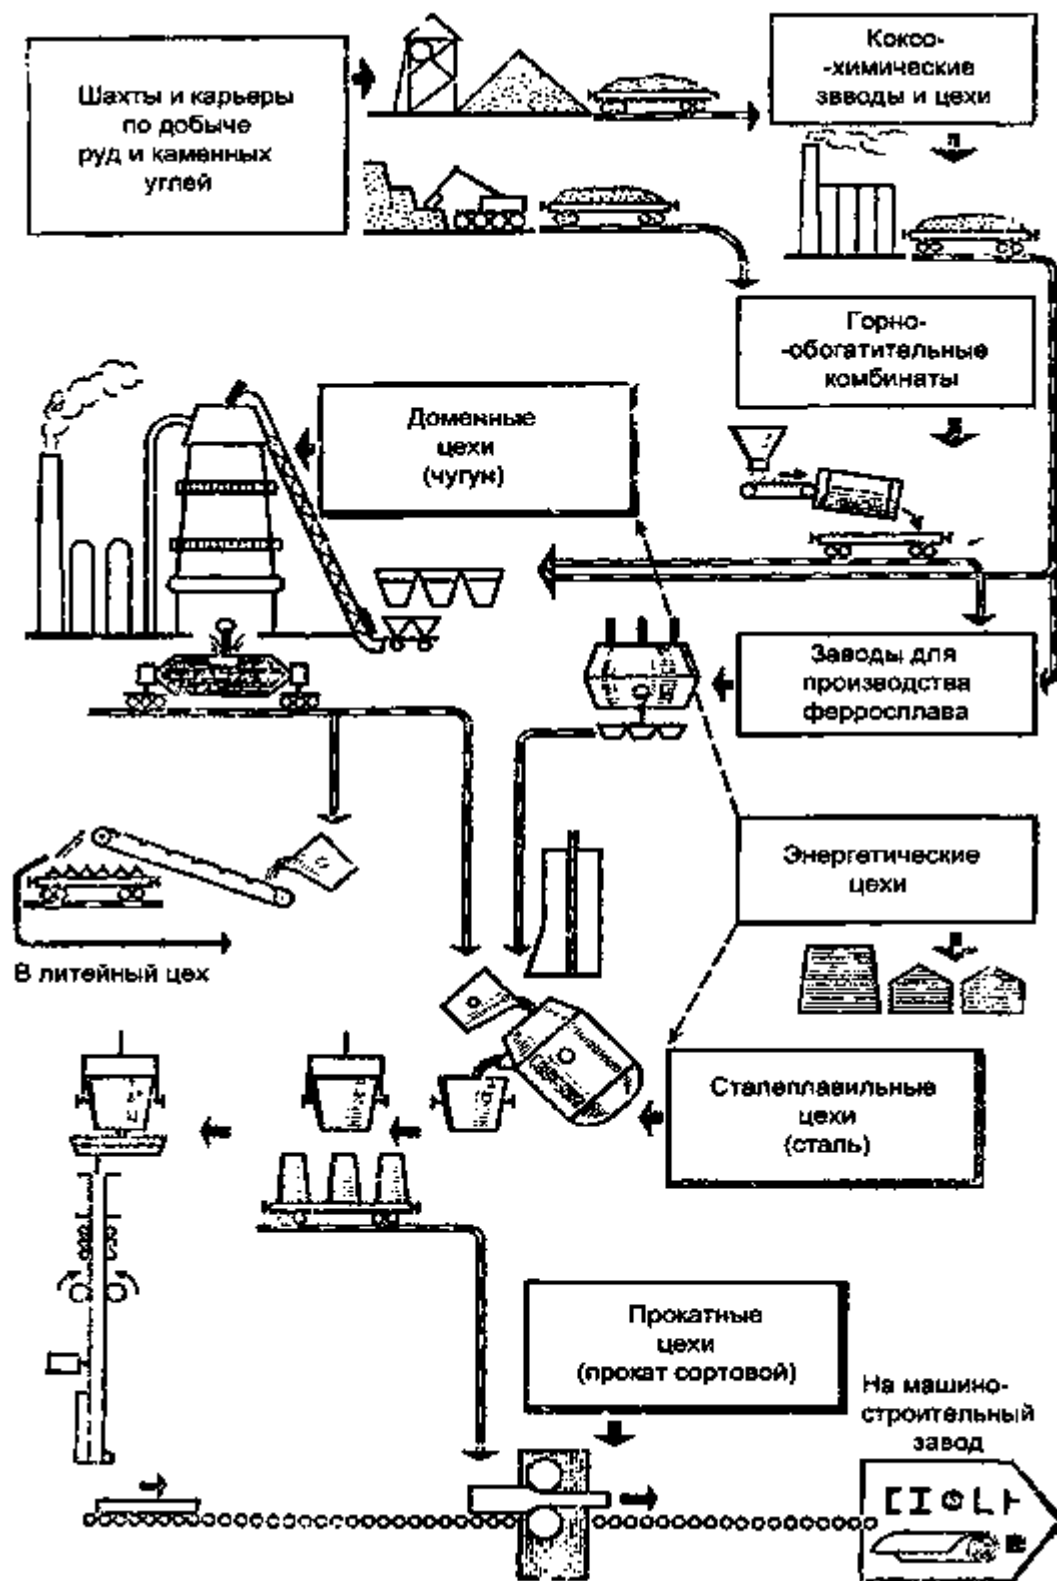 Шахты и карьеры
по добыче
руд и каменных
углей
Коксо-
-химические
заводы и цехи
Горно-
-обогатительные
комбинаты
Доменные
цехи
(чугун)
Заводы для
производства
ферросплава
Энергетические
цехи
В литейный цех
Сталеплавильные
цехи
(сталь)
Прокатные
цехи
(прокат сортовой)
На машино-
строительный
завод